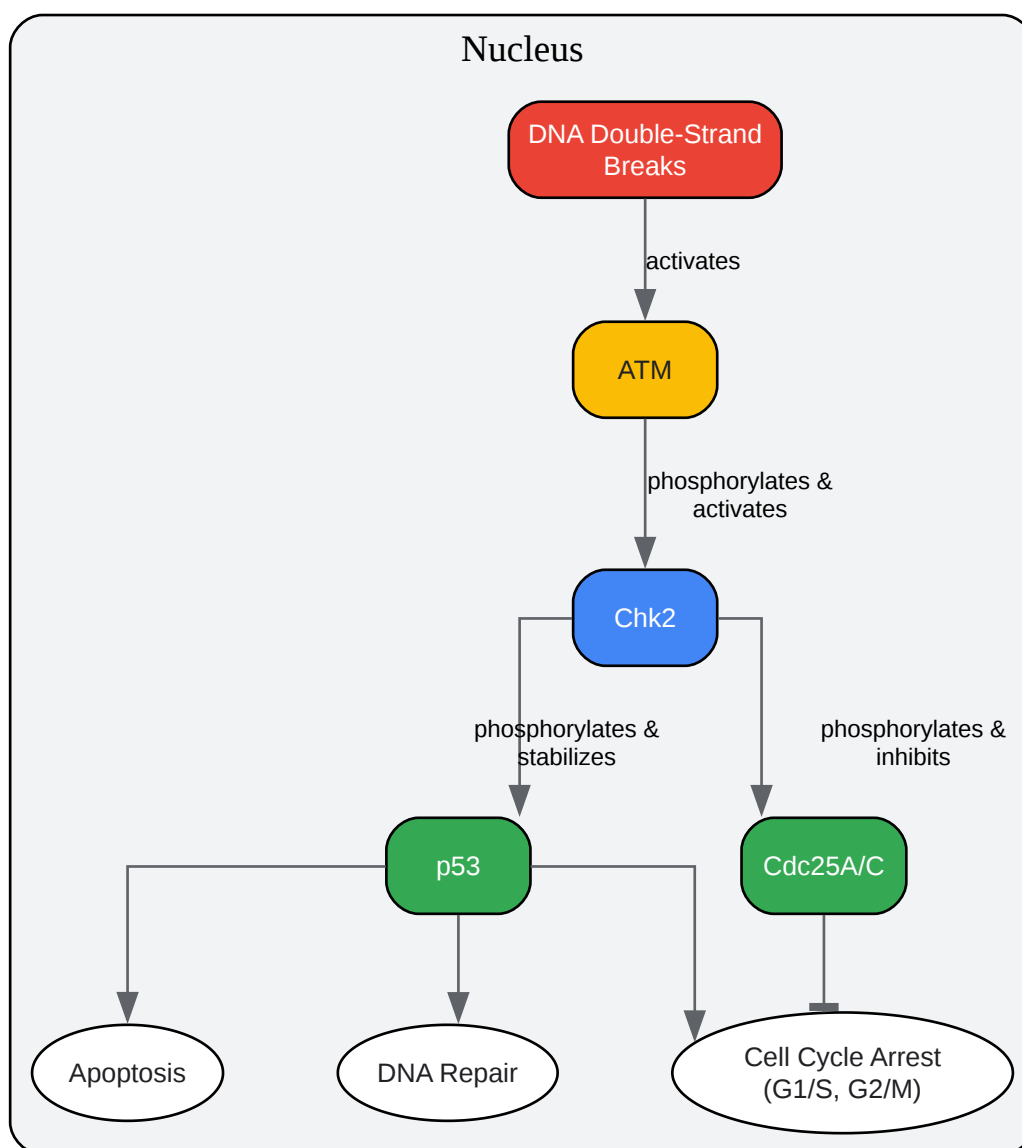 Nucleus
DNA Double-Strand
Breaks
activates
ATM
phosphorylates &
activates
Chk2
phosphorylates &
stabilizes
phosphorylates &
inhibits
p53
Cdc25A/C
Apoptosis
DNA Repair
Cell Cycle Arrest
(G1/S, G2/M)